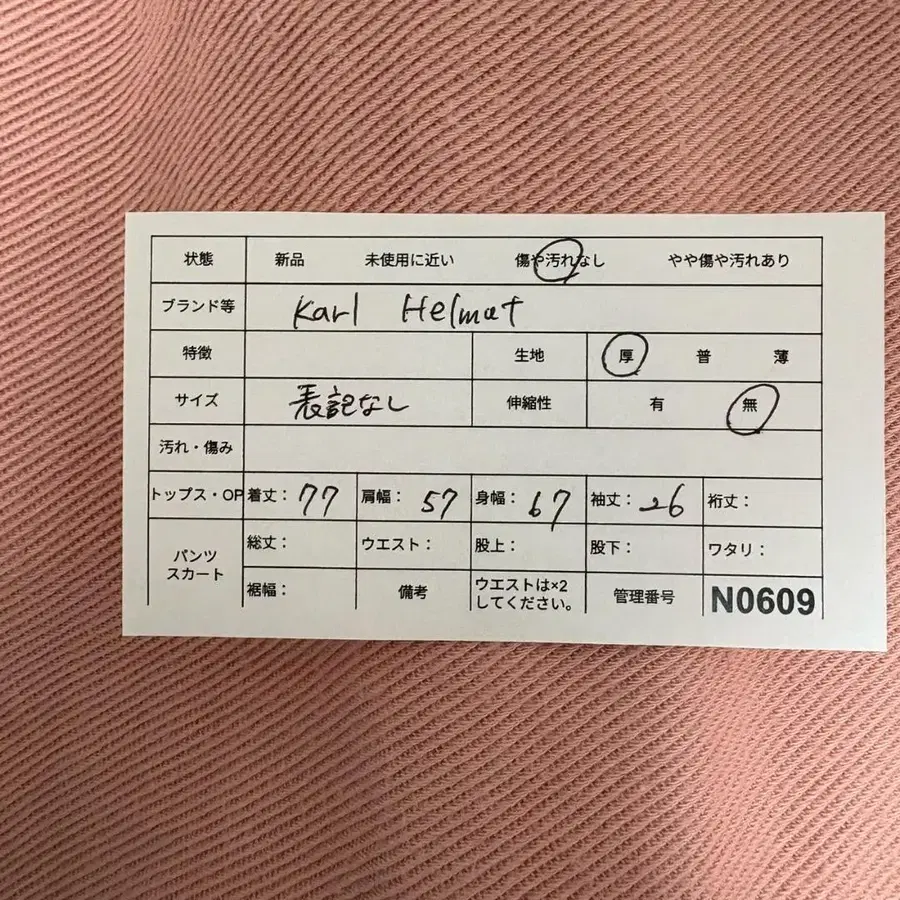 状態 新品 未使用に近い 傷や汚れなし やや傷や汚れあり
ブランド等 Karl Helmut
特徴 生地 厚 普 薄
サイズ 表記なし 伸縮性 有 無
汚れ・傷み
トップス・OP 着丈： 77 肩幅： 57 身幅： 67 袖丈： 26 裄丈：
パンツ
スカート
総丈： ウエスト： 股上： 股下： ワタリ：
裾幅： 備考 ウエストは×2
してください。 管理番号 N0609